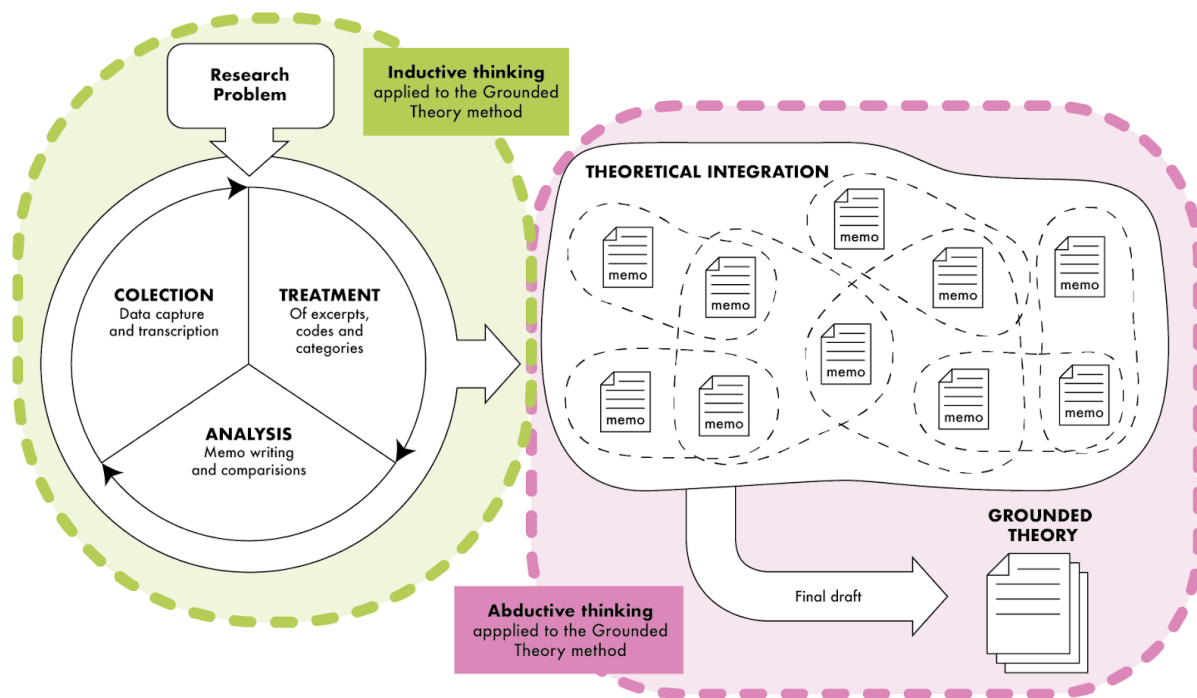 Research
Problem
Inductive thinking
applied to the Grounded
Theory method
COLECTION
Data capture
and transcription
TREATMENT
Of excerpts,
codes and
categories
ANALYSIS
Memo writing
and comparisions
THEORETICAL INTEGRATION
memo
memo
memo
memo
memo
memo
memo
memo
memo
memo
Final draft
GROUNDED
THEORY
Abductive thinking
appplied to the Grounded
Theory method